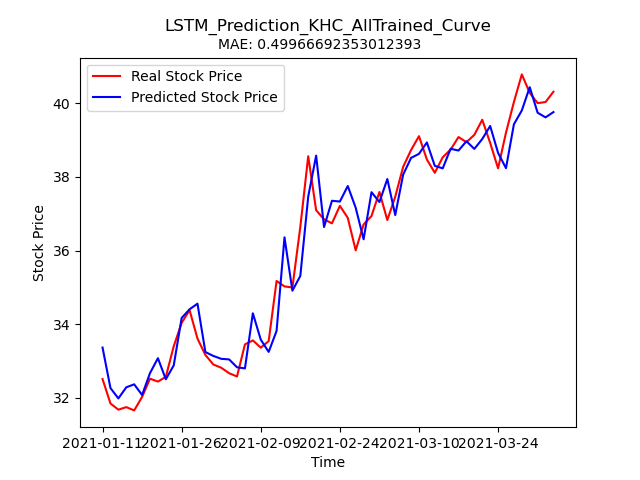 LSTM_Prediction_KHC_AllTrained_Curve
MAE: 0.49966692353012393
Real Stock Price
Predicted Stock Price
Stock Price
40
38
36
34
32
2021-01-11 2021-01-26 2021-02-09 2021-02-24 2021-03-10 2021-03-24
Time